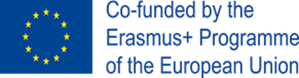 Co-funded by the
Erasmus+ Programme
of the European Union